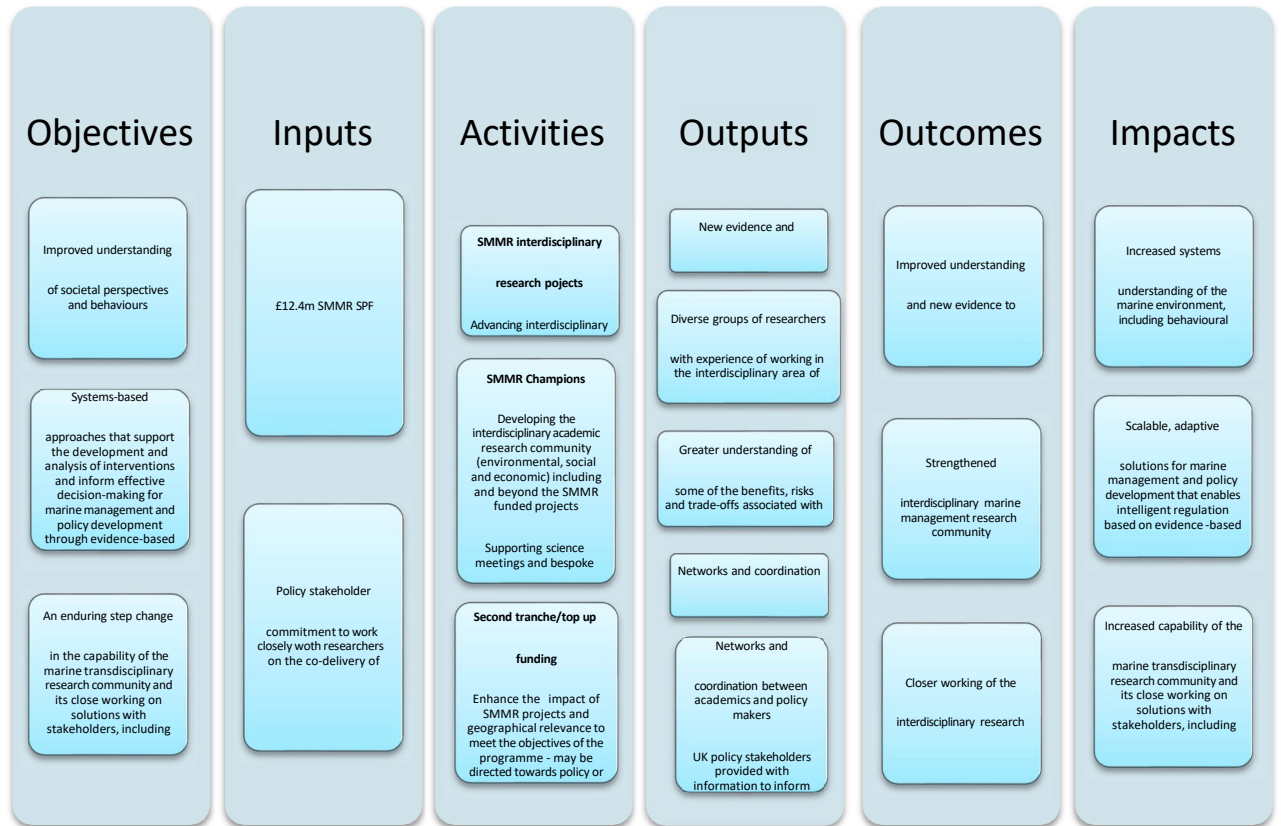 Objectives
Improved understanding
of societal perspectives
and behaviours
Systems-based
approaches that support
the development and
analysis of interventions
and inform effective
decision-making for
marine management and
policy development
through evidence-based
An enduring step change
in the capability of the
marine transdisciplinary
research community and
its close working on
solutions with
stakeholders, including
Inputs
£12.4m SMMR SPF
Policy stakeholder
commitment to work
closely woth researchers
on the co-delivery of
Activities
SMMR interdisciplinary
research pojects
Advancing interdisciplinary
SMMR Champions
Developing the
interdisciplinary academic
research community
(environmental, social
and economic) including
and beyond the SMMR
funded projects
Supporting science
meetings and bespoke
Second tranche/top up
funding
Enhance the impact of
SMMR projects and
geographical relevance to
meet the objectives of the
programme - may be
directed towards policy or
Outputs
New evidence and
Diverse groups of researchers
with experience of working in
the interdisciplinary area of
Greater understanding of
some of the benefits, risks
and trade-offs associated with
Networks and coordination
Networks and
coordination between
academics and policy
makers
UK policy stakeholders
provided with
information to inform
Outcomes
Improved understanding
and new evidence to
Strengthened
interdisciplinary marine
management research
community
Closer working of the
interdisciplinary research
Impacts
Increased systems
understanding of the
marine environment,
including behavioural
Scalable, adaptive
solutions for marine
management and policy
development that enables
intelligent regulation
based on evidence -based
Increased capability of the
marine transdisciplinary
research community and
its close working on
solutions with
stakeholders, including